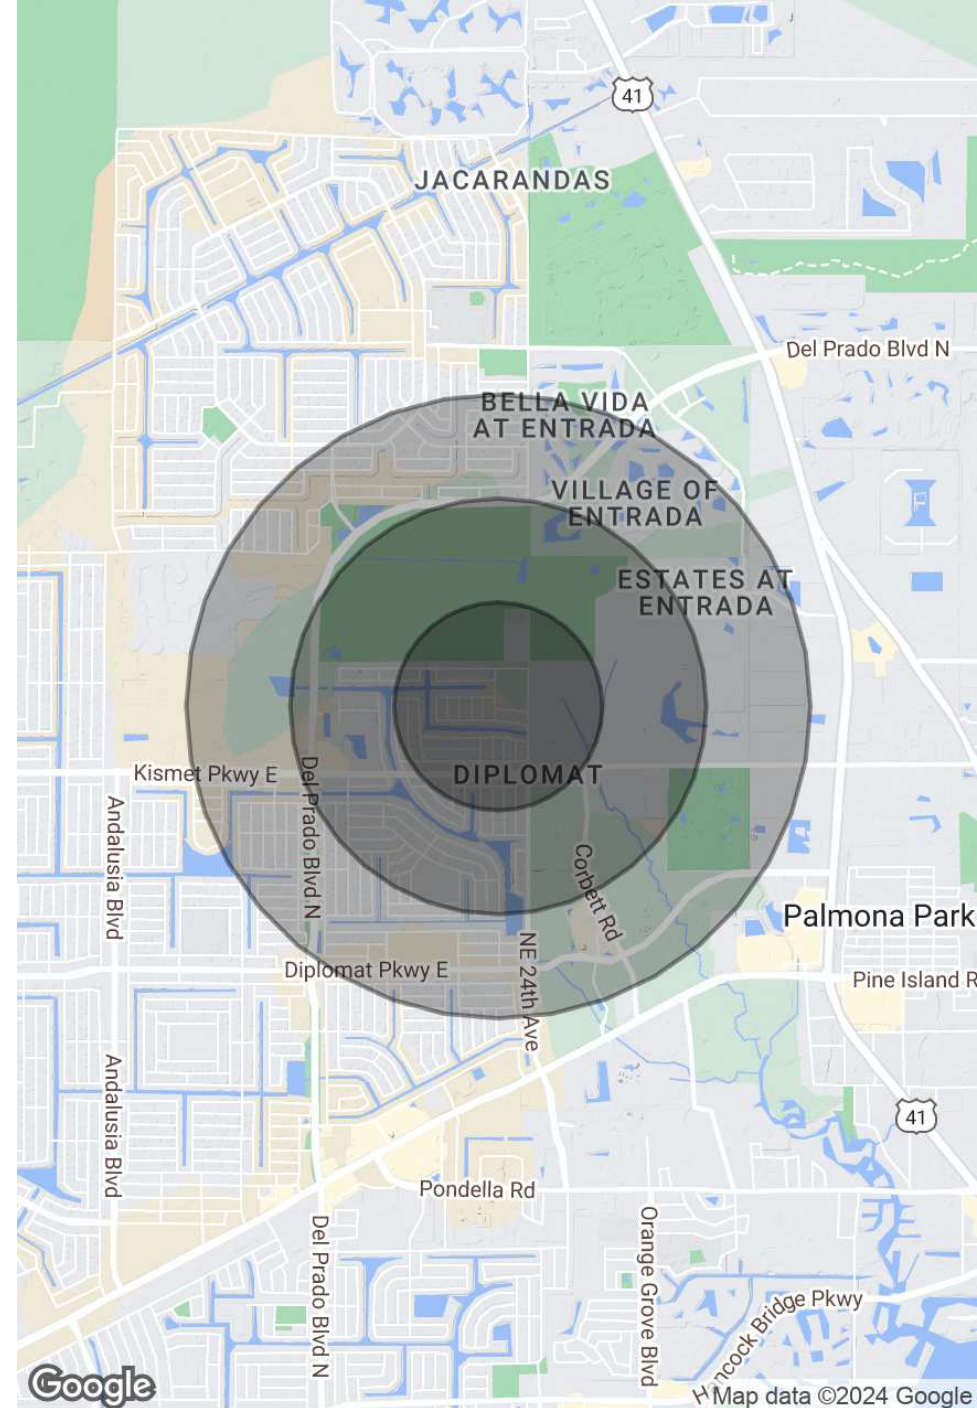 41
JACARANDAS
Del Prado Blvd N
BELLA VIDA
AT ENTRADA
VILLAGE OF
ENTRADA
ESTATES AT
ENTRADA
Kismet Pkwy E
DIPLOMAT
Del Prado Blvd N
Andalusia Blvd
Corbett Rd
Palmona Park
Diplomat Pkwy E
NE 24th Ave
Pine Island R
Andalusia Blvd
41
Pondella Rd
Del Prado Blvd N
Orange Grove Blvd
Hancock Bridge Pkwy
Google
Map data ©2024 Google